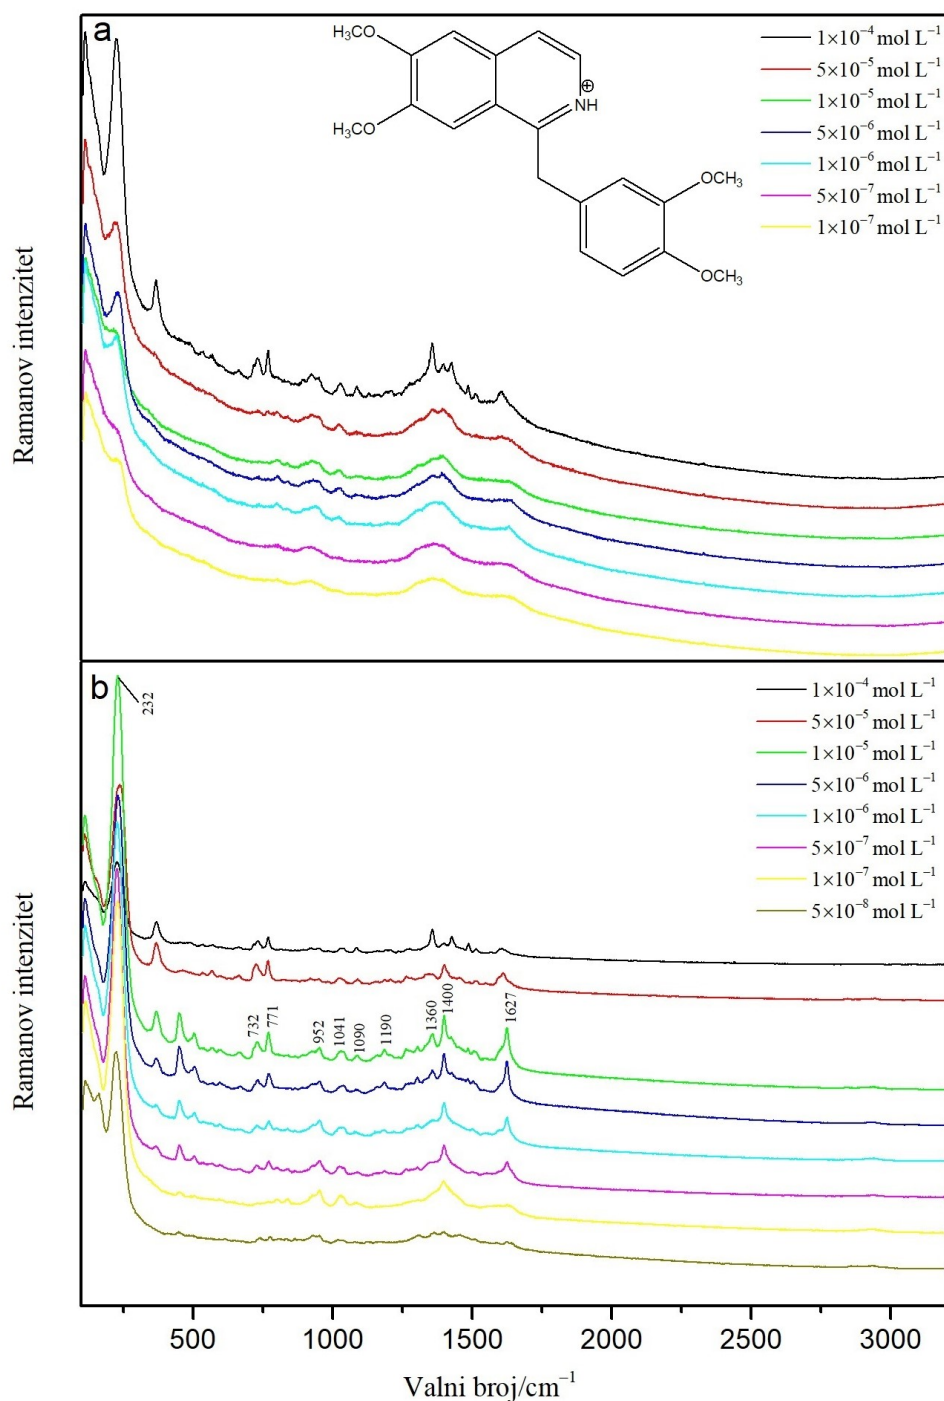 a
H₃CO
H₃CO
⊕
NH
OCH₃
OCH₃
1×10⁻⁴ mol L⁻¹
5×10⁻⁵ mol L⁻¹
1×10⁻⁵ mol L⁻¹
5×10⁻⁶ mol L⁻¹
1×10⁻⁶ mol L⁻¹
5×10⁻⁷ mol L⁻¹
1×10⁻⁷ mol L⁻¹
Ramanov intenzitet
b
232
1×10⁻⁴ mol L⁻¹
5×10⁻⁵ mol L⁻¹
1×10⁻⁵ mol L⁻¹
5×10⁻⁶ mol L⁻¹
1×10⁻⁶ mol L⁻¹
5×10⁻⁷ mol L⁻¹
1×10⁻⁷ mol L⁻¹
5×10⁻⁸ mol L⁻¹
Ramanov intenzitet
732
771
952
1041
1090
1190
1360
1400
1627
500 1000 1500 2000 2500 3000
Valni broj/cm⁻¹